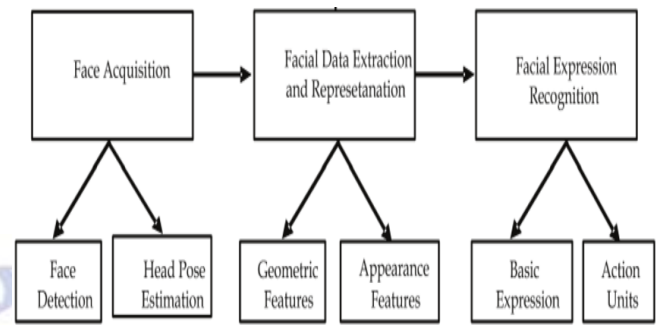 Face Acquisition
Facial Data Extraction
and Represetanation
Facial Expression
Recognition
Face
Detection
Head Pose
Estimation
Geometric
Features
Appearance
Features
Basic
Expression
Action
Units